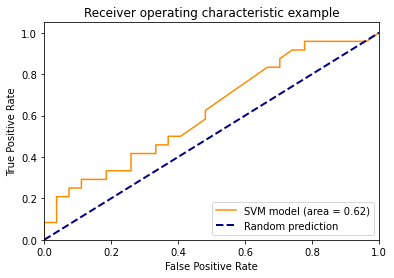 Receiver operating characteristic example
True Positive Rate
1.0
0.8
0.6
0.4
0.2
0.0
SVM model (area = 0.62)
Random prediction
0.0 0.2 0.4 0.6 0.8 1.0
False Positive Rate